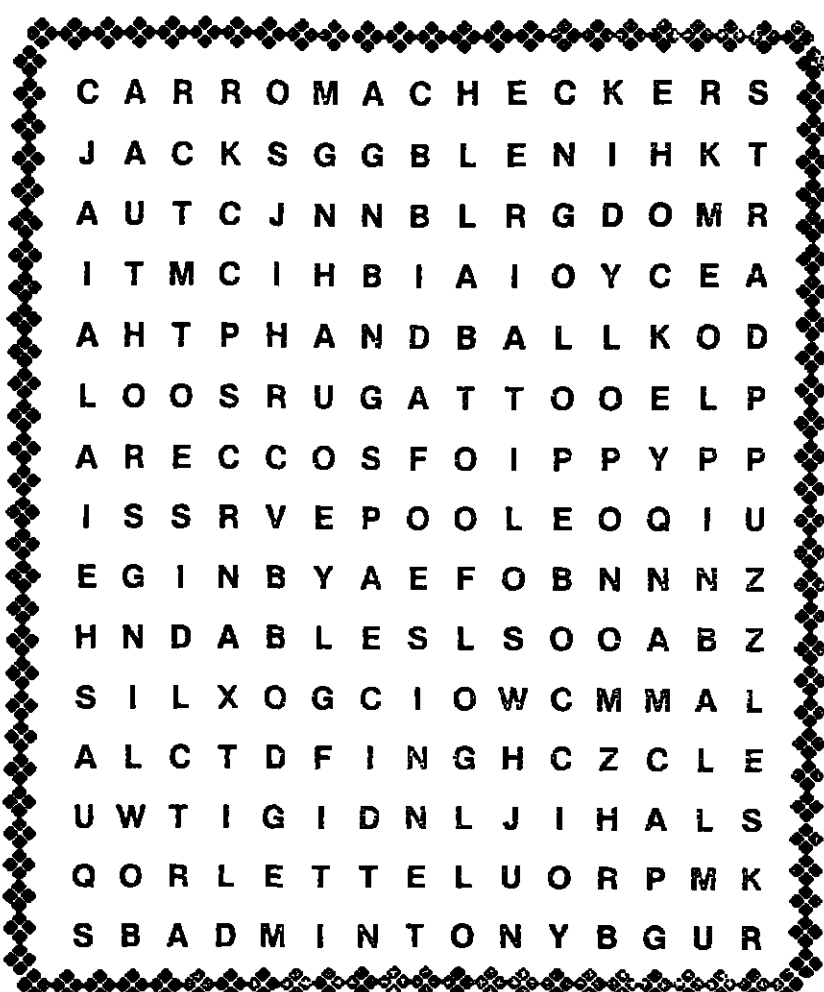 C A R R O M A C H E C K E R S
J A C K S G G B L E N I H K T
A U T C J N N B L R G D O M R
I T M C I H B I A I O Y C E A
A H T P H A N D B A L L K O D
L O O S R U G A T T O O E L P
A R E C C O S F O I P P Y P P
I S S R V E P O O L E O Q I U
E G I N B Y A E F O B N N N Z
H N D A B L E S L S O O A B Z
S I L X O G C I O W C M M A L
A L C T D F I N G H C Z C L E
U W T I G I D N L J I H A L S
Q O R L E T T E L U O R P M K
S B A D M I N T O N Y B G U R